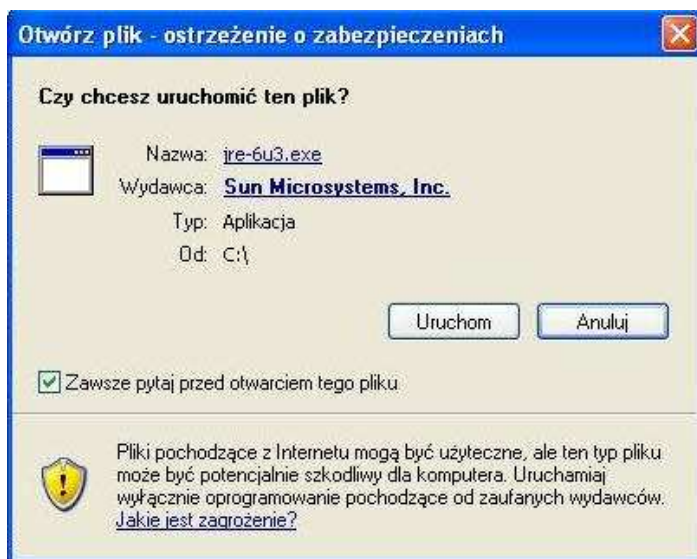 Otwórz plik - ostrzeżenie o zabezpieczeniach
Czy chcesz uruchomić ten plik?
Nazwa: jre-6u3.exe
Wydawca: Sun Microsystems, Inc.
Typ: Aplikacja
Od: C:\
Uruchom Anuluj
Zawsze pytaj przed otwarciem tego pliku
Pliki pochodzące z Internetu mogą być użyteczne, ale ten typ pliku
może być potencjalnie szkodliwy dla komputera. Uruchamiaj
wyłącznie oprogramowanie pochodzące od zaufanych wydawców.
Jakie jest zagrożenie?